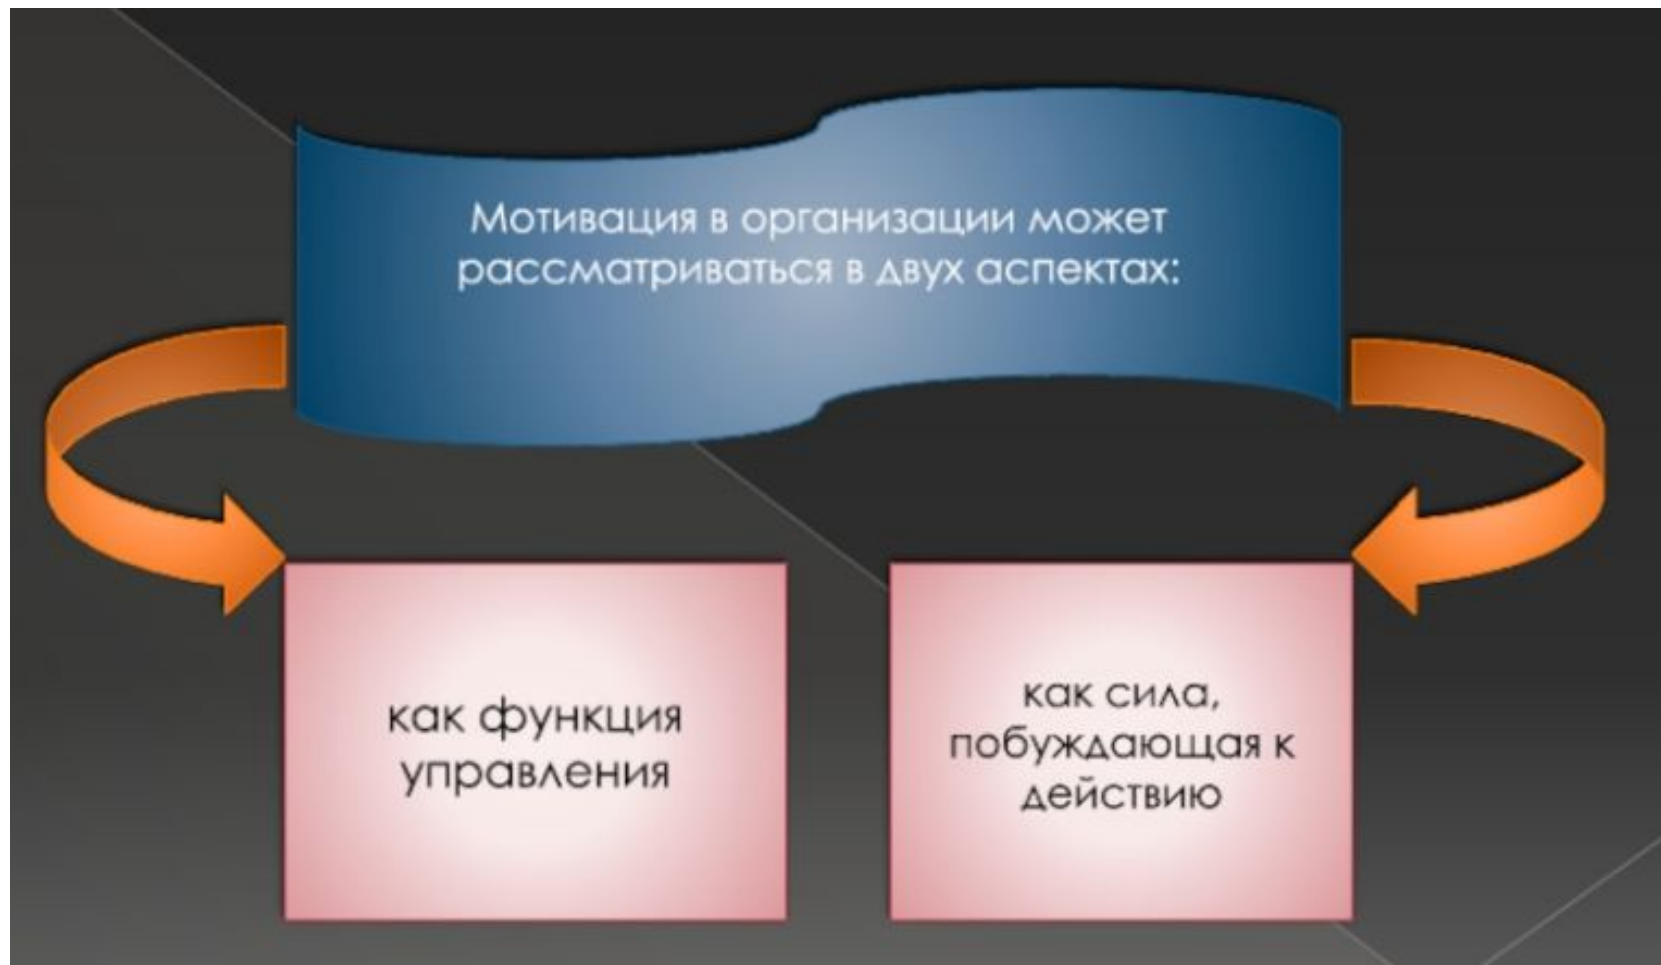 Мотивация в организации может
рассматриваться в двух аспектах:
как функция
управления
как сила,
побуждающая к
действию